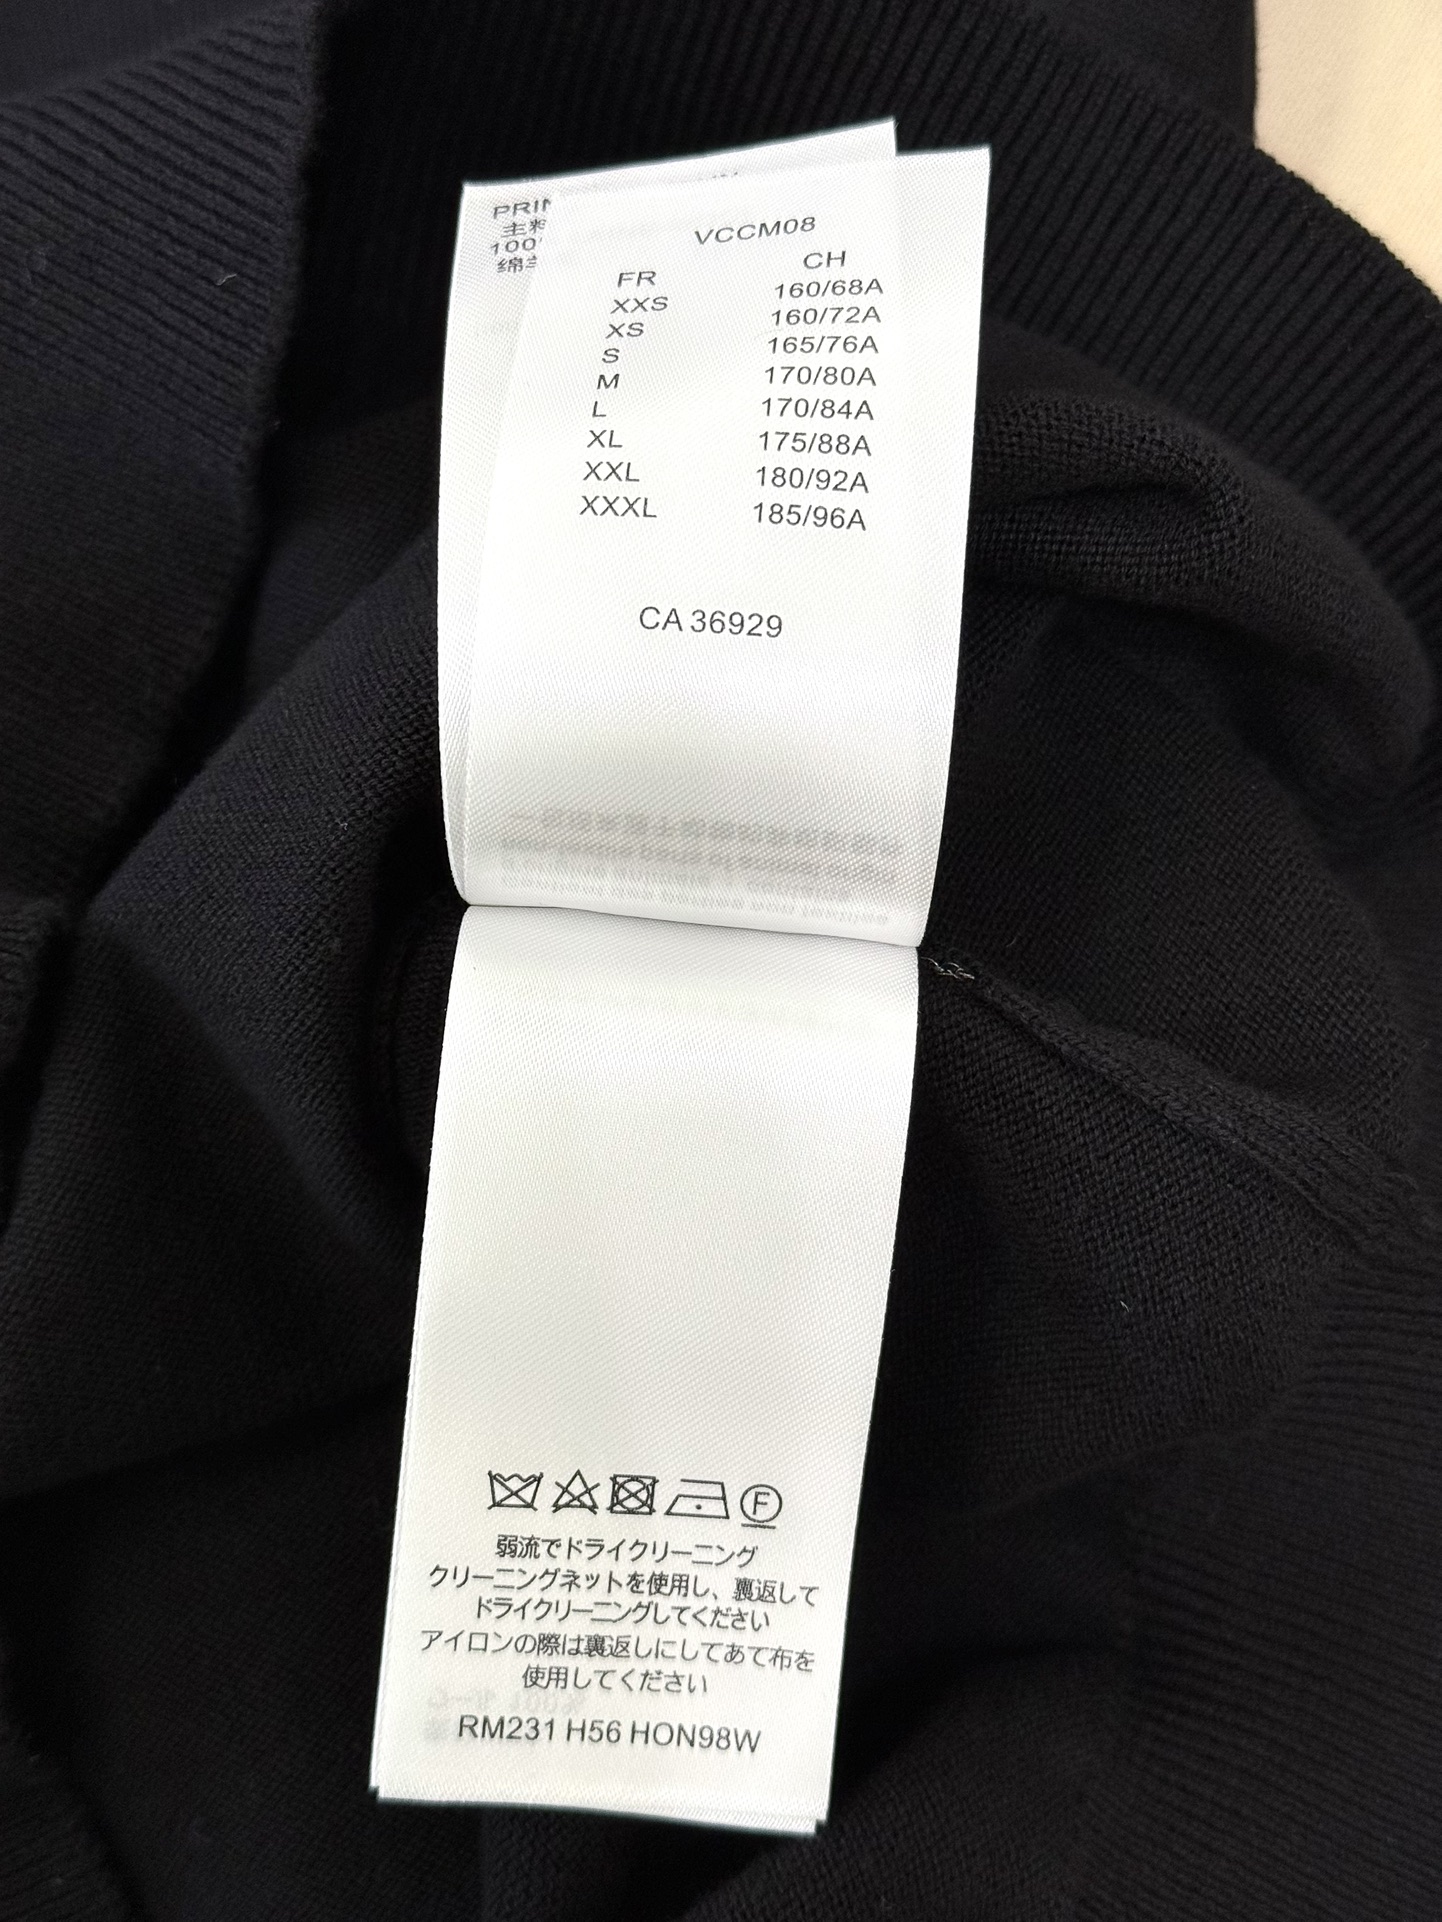 PRIN
主料
100%
VCCM08
FR CH
XXS 160/68A
XS 160/72A
S 165/76A
M 170/80A
L 170/84A
XL 175/88A
XXL 180/92A
XXXL 185/96A
CA 36929
F
弱流でドライクリーニング
クリーニングネットを使用し、裏返して
ドライクリーニングしてください
アイロンの際は裏返しにしてあて布を
使用してください
RM231 H56 HON98W